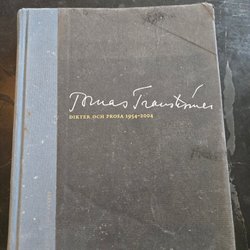 Tomas Tranströmer
DIKTER OCH PROSA 1954-2004